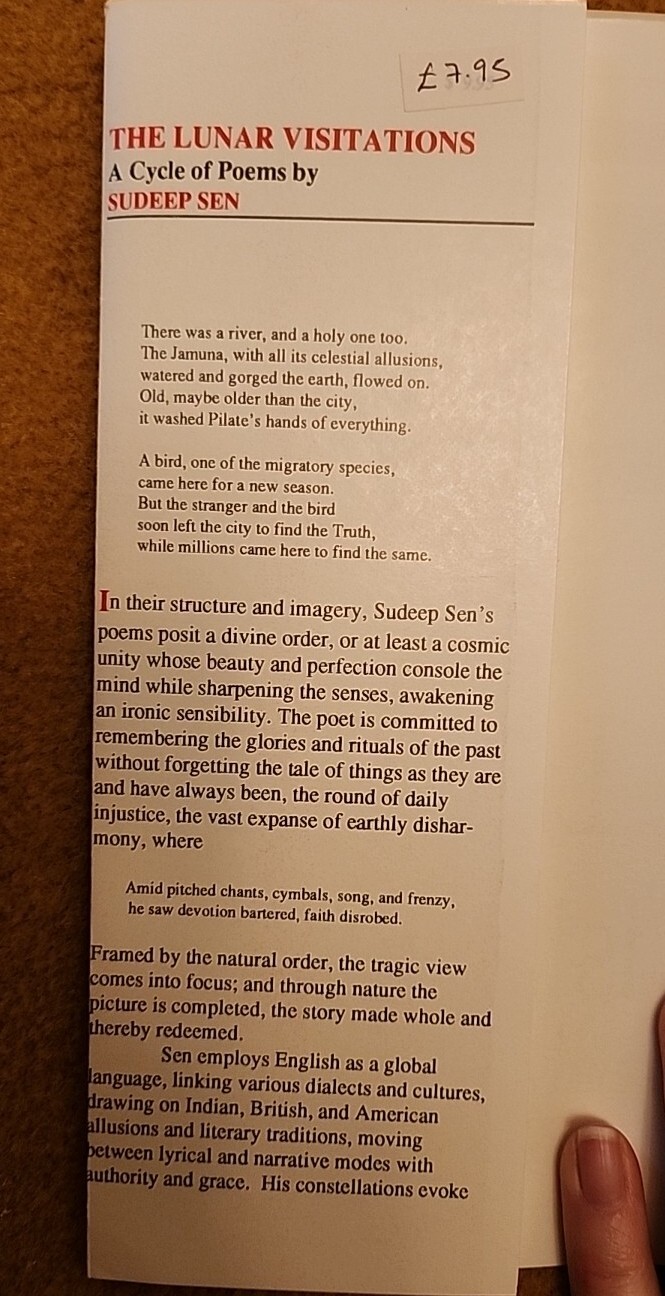 £7.95
THE LUNAR VISITATIONS
A Cycle of Poems by
SUDEEP SEN
There was a river, and a holy one too.
The Jamuna, with all its celestial allusions,
watered and gorged the earth, flowed on.
Old, maybe older than the city,
it washed Pilate's hands of everything.
A bird, one of the migratory species,
came here for a new season.
But the stranger and the bird
soon left the city to find the Truth,
while millions came here to find the same.
In their structure and imagery, Sudeep Sen's
poems posit a divine order, or at least a cosmic
unity whose beauty and perfection console the
mind while sharpening the senses, awakening
an ironic sensibility. The poet is committed to
remembering the glories and rituals of the past
without forgetting the tale of things as they are
and have always been, the round of daily
injustice, the vast expanse of earthly dishar-
mony, where
Amid pitched chants, cymbals, song, and frenzy,
he saw devotion bartered, faith disrobed.
Framed by the natural order, the tragic view
comes into focus; and through nature the
picture is completed, the story made whole and
thereby redeemed.
Sen employs English as a global
language, linking various dialects and cultures,
drawing on Indian, British, and American
allusions and literary traditions, moving
between lyrical and narrative modes with
authority and grace. His constellations evoke